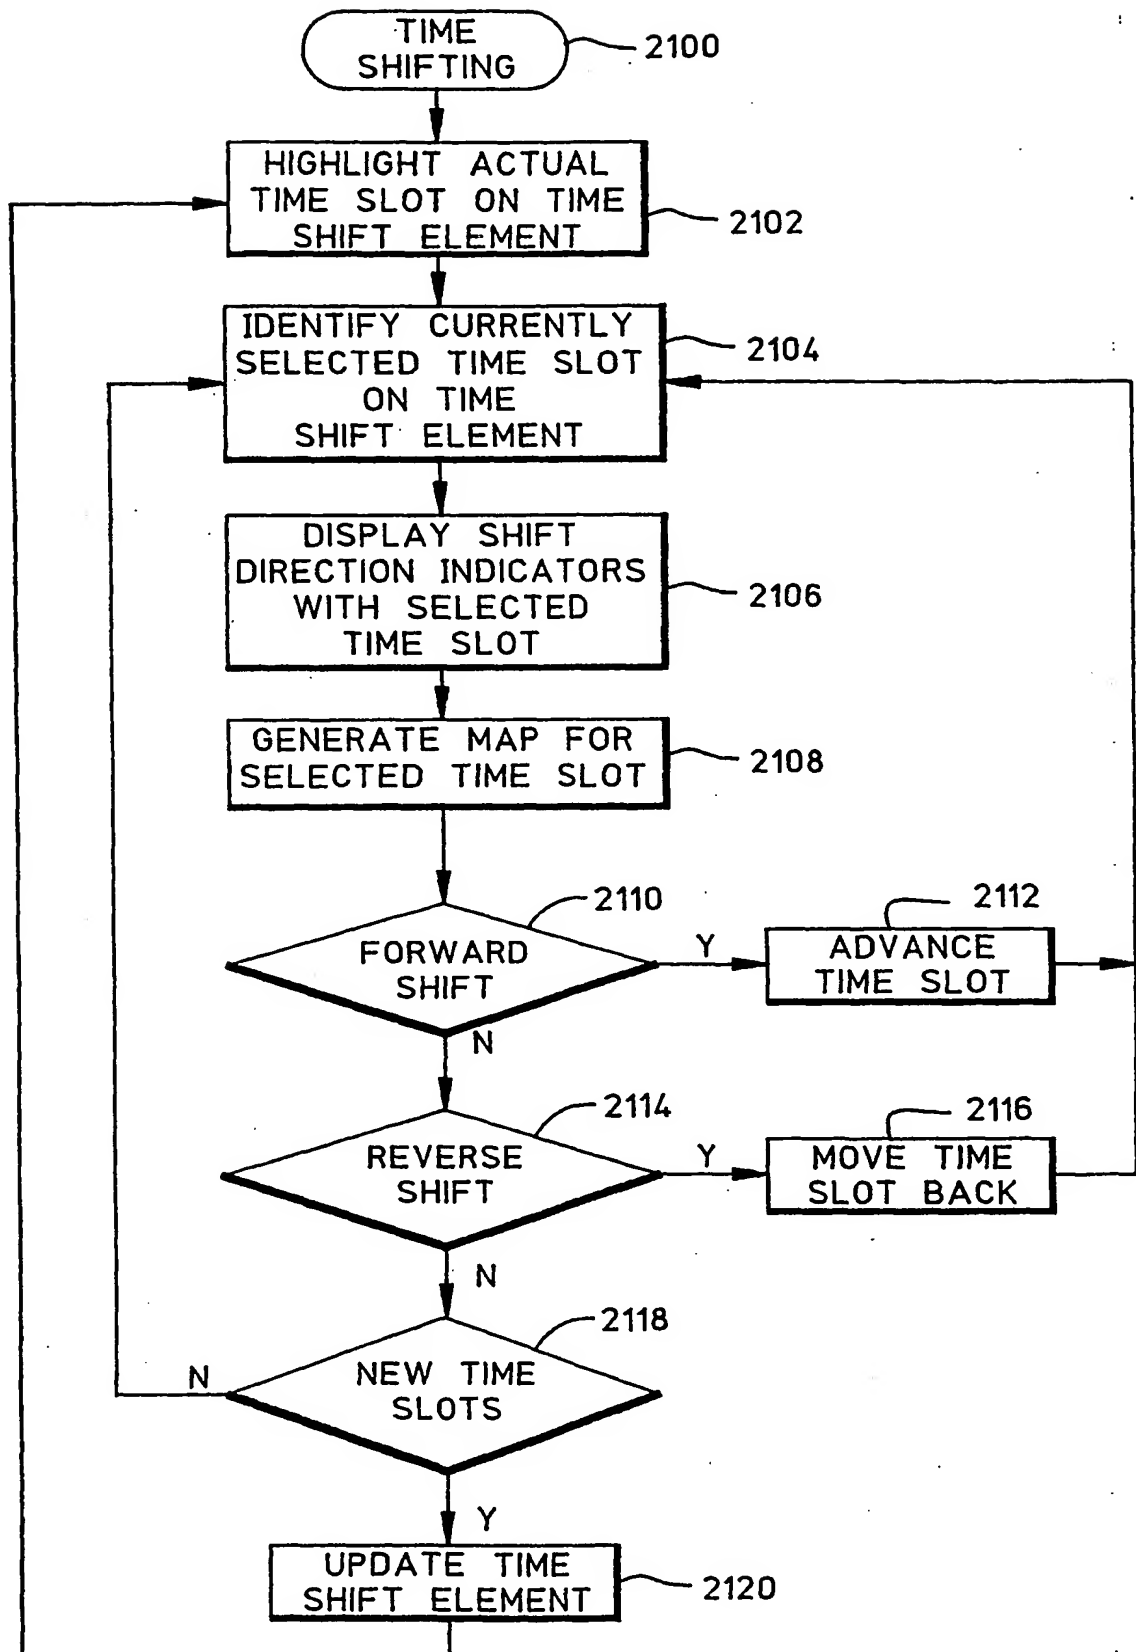 TIME
SHIFTING
2100
HIGHLIGHT ACTUAL
TIME SLOT ON TIME
SHIFT ELEMENT
2102
IDENTIFY CURRENTLY
SELECTED TIME SLOT
ON TIME
SHIFT ELEMENT
2104
DISPLAY SHIFT
DIRECTION INDICATORS
WITH SELECTED
TIME SLOT
2106
GENERATE MAP FOR
SELECTED TIME SLOT
2108
FORWARD
SHIFT
2110
Y
ADVANCE
TIME SLOT
2112
N
REVERSE
SHIFT
2114
Y
MOVE TIME
SLOT BACK
2116
N
NEW TIME
SLOTS
2118
N
Y
UPDATE TIME
SHIFT ELEMENT
2120